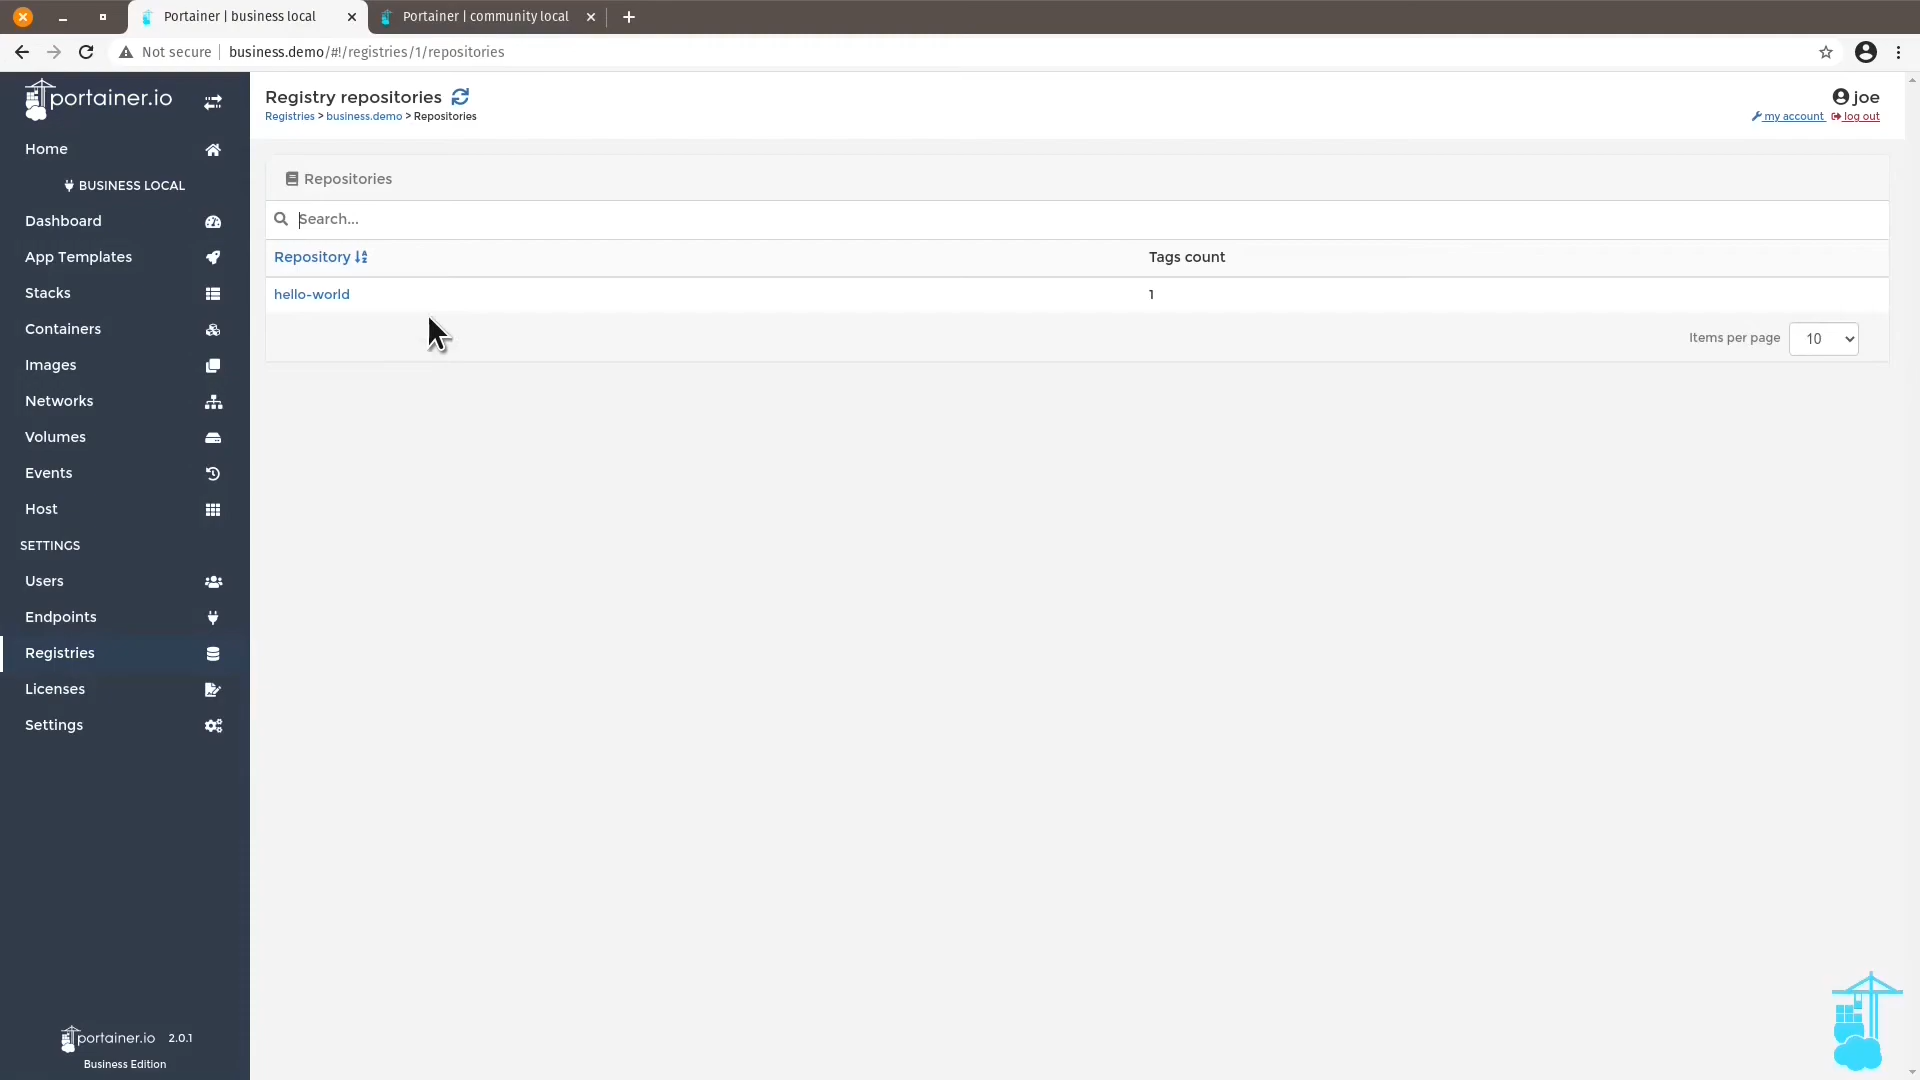 Portainer | business local
Portainer | community local
Not secure
business.demo/#!/registries/1/repositories
portainer.io
Home
BUSINESS LOCAL
Dashboard
App Templates
Stacks
Containers
Images
Networks
Volumes
Events
Host
SETTINGS
Users
Endpoints
Registries
Licenses
Settings
portainer.io 2.0.1
Business Edition
Registry repositories
Registries > business.demo > Repositories
joe
my account log out
Repositories
Search...
Repository Tags count
hello-world 1
Items per page 10